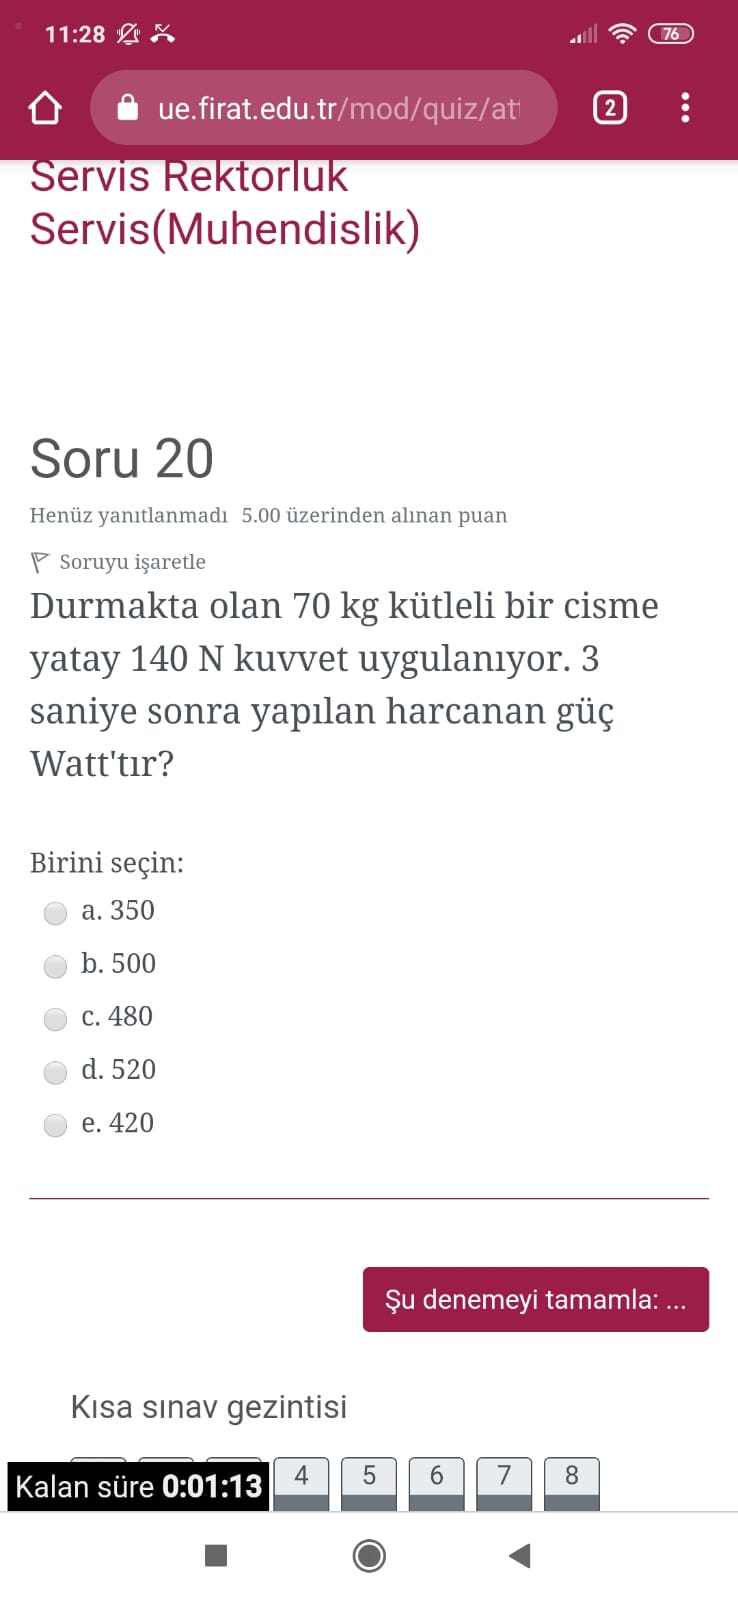 11:28
76
ue.firat.edu.tr/mod/quiz/at
2
Servis Rektorluk
Servis(Muhendislik)
Soru 20
Henüz yanıtlanmadı 5.00 üzerinden alınan puan
Soruyu işaretle
Durmakta olan 70 kg kütleli bir cisme
yatay 140 N kuvvet uygulanıyor. 3
saniye sonra yapılan harcanan güç
Watt'tır?
Birini seçin:
a. 350
b. 500
c. 480
d. 520
e. 420
Şu denemeyi tamamla: ...
Kısa sınav gezintisi
Kalan süre 0:01:13 4 5 6 7 8